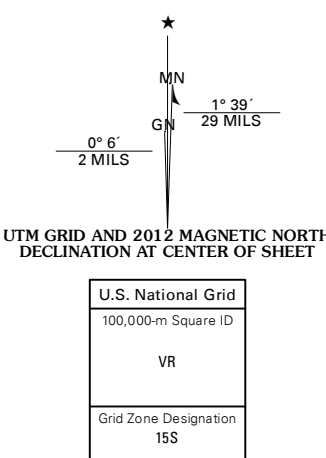 ★
MN
1° 39´
GN
29 MILS
0° 6´
2 MILS
UTM GRID AND 2012 MAGNETIC NORTH
DECLINATION AT CENTER OF SHEET
U.S. National Grid
100,000-m Square ID
VR
Grid Zone Designation
15S